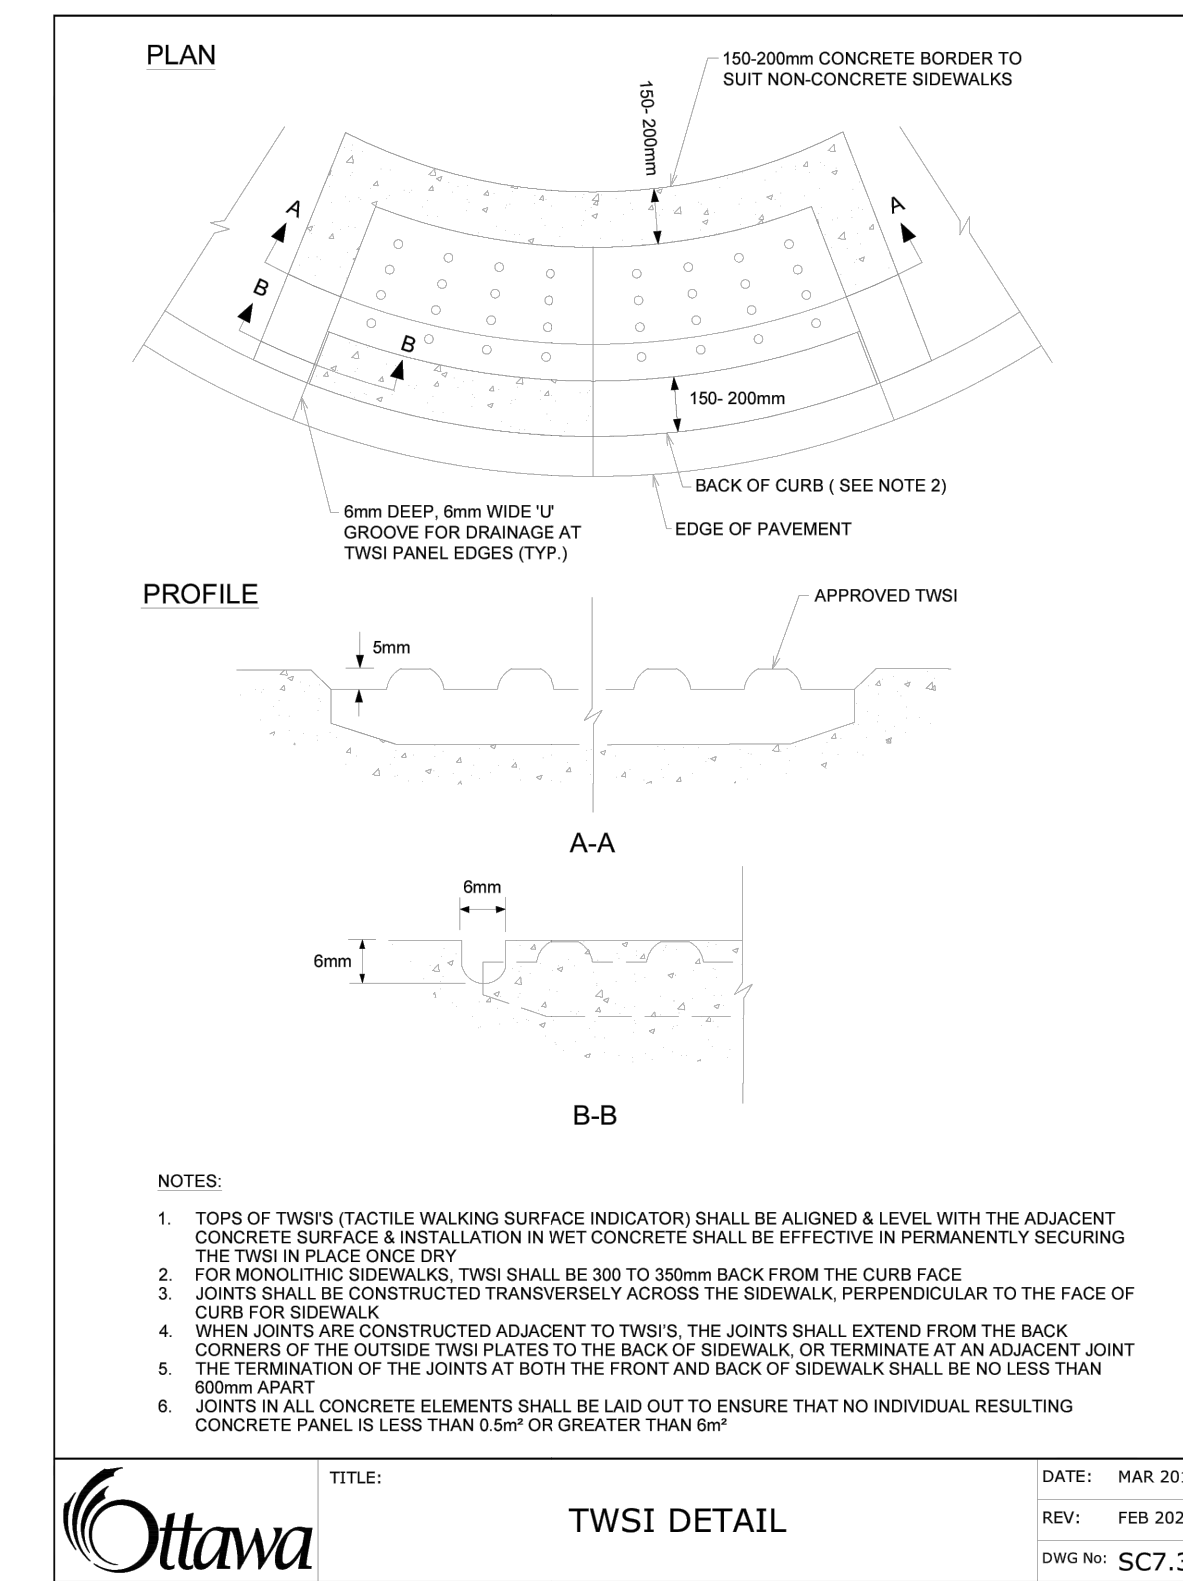 PLAN
150-200mm CONCRETE BORDER TO
SUIT NON-CONCRETE SIDEWALKS
150- 200mm
A
A
B
B
150- 200mm
BACK OF CURB ( SEE NOTE 2)
6mm DEEP, 6mm WIDE 'U'
GROOVE FOR DRAINAGE AT
TWSI PANEL EDGES (TYP.)
EDGE OF PAVEMENT
PROFILE
APPROVED TWSI
5mm
A-A
6mm
6mm
B-B
NOTES:
1. TOPS OF TWSI'S (TACTILE WALKING SURFACE INDICATOR) SHALL BE ALIGNED & LEVEL WITH THE ADJACENT
CONCRETE SURFACE & INSTALLATION IN WET CONCRETE SHALL BE EFFECTIVE IN PERMANENTLY SECURING
THE TWSI IN PLACE ONCE DRY
2. FOR MONOLITHIC SIDEWALKS, TWSI SHALL BE 300 TO 350mm BACK FROM THE CURB FACE
3. JOINTS SHALL BE CONSTRUCTED TRANSVERSELY ACROSS THE SIDEWALK, PERPENDICULAR TO THE FACE OF
CURB FOR SIDEWALK
4. WHEN JOINTS ARE CONSTRUCTED ADJACENT TO TWSI'S, THE JOINTS SHALL EXTEND FROM THE BACK
CORNERS OF THE OUTSIDE TWSI PLATES TO THE BACK OF SIDEWALK, OR TERMINATE AT AN ADJACENT JOINT
5. THE TERMINATION OF THE JOINTS AT BOTH THE FRONT AND BACK OF SIDEWALK SHALL BE NO LESS THAN
600mm APART
6. JOINTS IN ALL CONCRETE ELEMENTS SHALL BE LAID OUT TO ENSURE THAT NO INDIVIDUAL RESULTING
CONCRETE PANEL IS LESS THAN 0.5m² OR GREATER THAN 6m²
Ottawa
TITLE:
TWSI DETAIL
DATE: MAR
REV: FEB
DWG No: